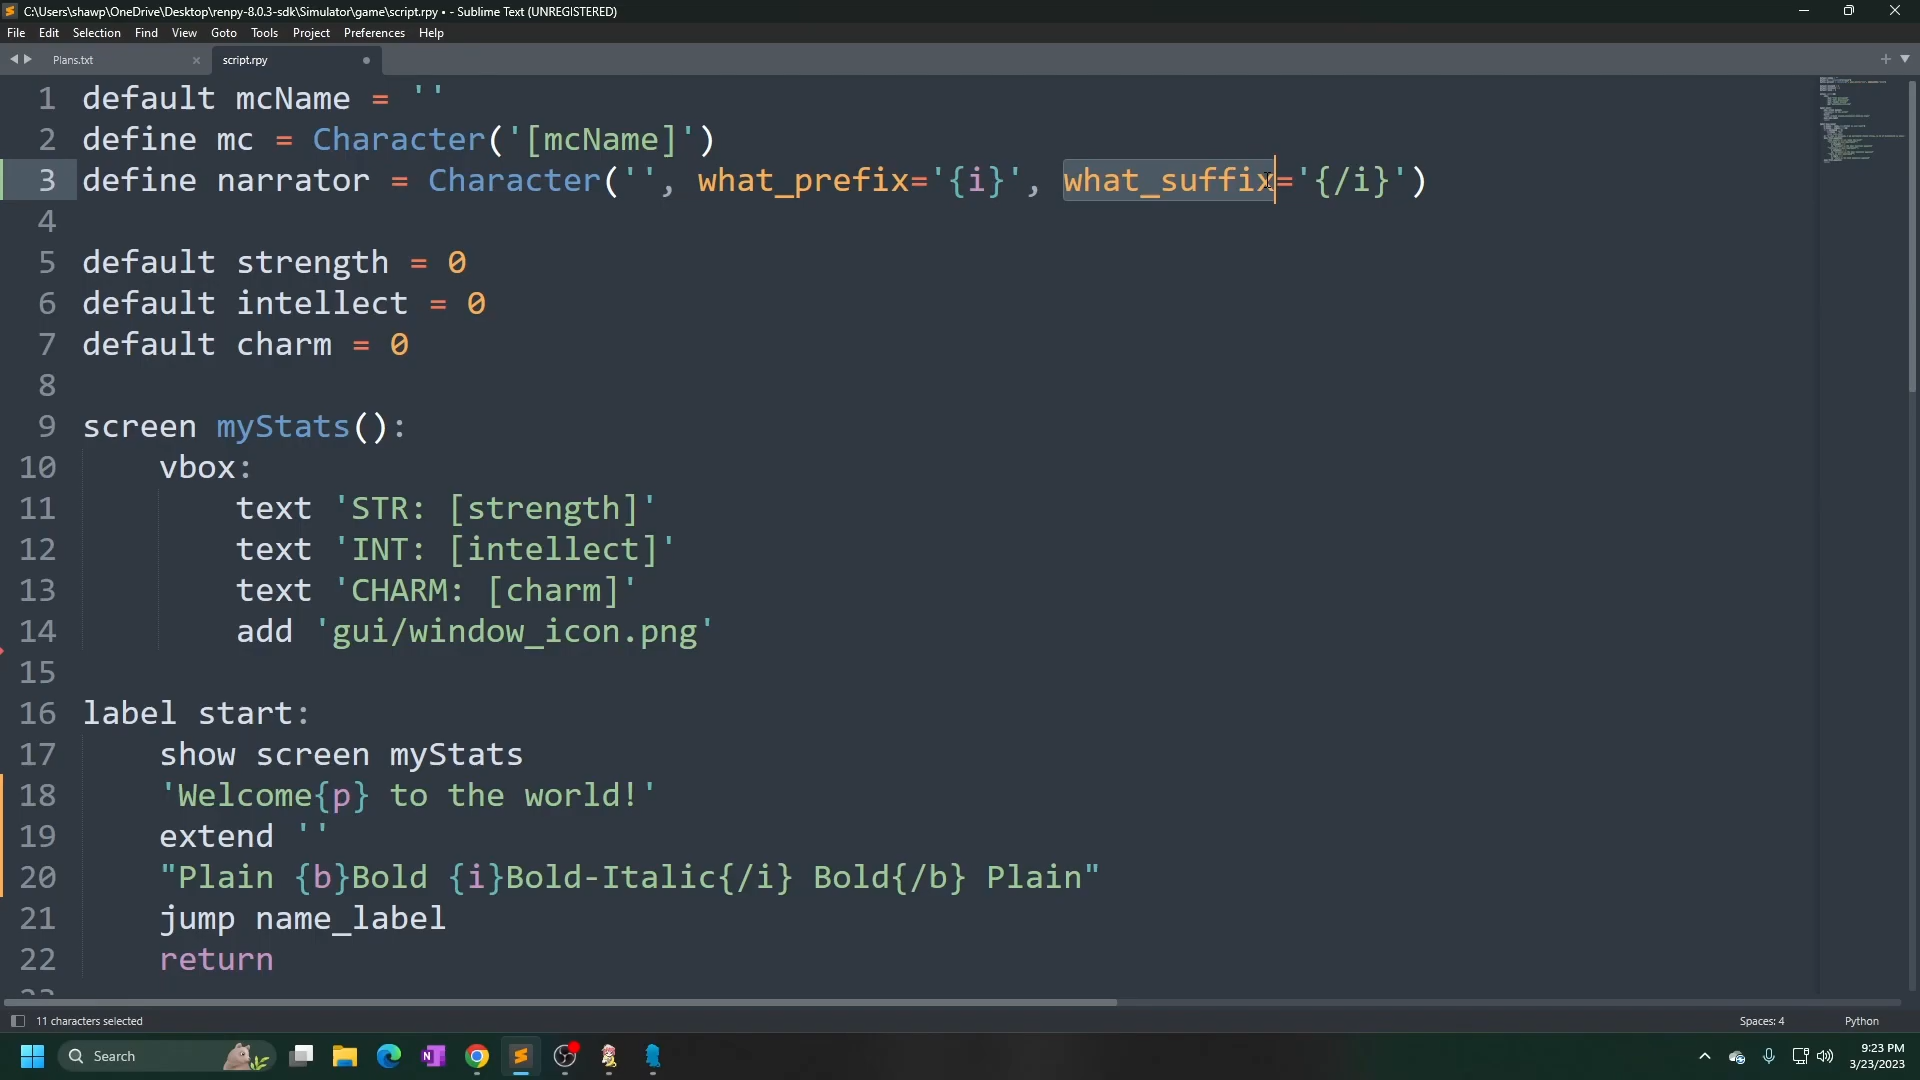 C:\Users\shawp\OneDrive\Desktop\renpy-8.0.3-sdk\Simulator\game\script.rpy • - Sublime Text (UNREGISTERED)
File Edit Selection Find View Goto Tools Project Preferences Help
Plans.txt script.rpy
1 default mcName = ''
2 define mc = Character('[mcName]')
3 define narrator = Character('', what_prefix='{i}', what_suffix='{/i}')
4
5 default strength = 0
6 default intellect = 0
7 default charm = 0
8
9 screen myStats():
10 vbox:
11 text 'STR: [strength]'
12 text 'INT: [intellect]'
13 text 'CHARM: [charm]'
14 add 'gui/window_icon.png'
15
16 label start:
17 show screen myStats
18 'Welcome{p} to the world!'
19 extend ''
20 "Plain {b}Bold {i}Bold-Italic{/i} Bold{/b} Plain"
21 jump name_label
22 return
11 characters selected Spaces: 4 Python
Search
9:23 PM
3/23/2023